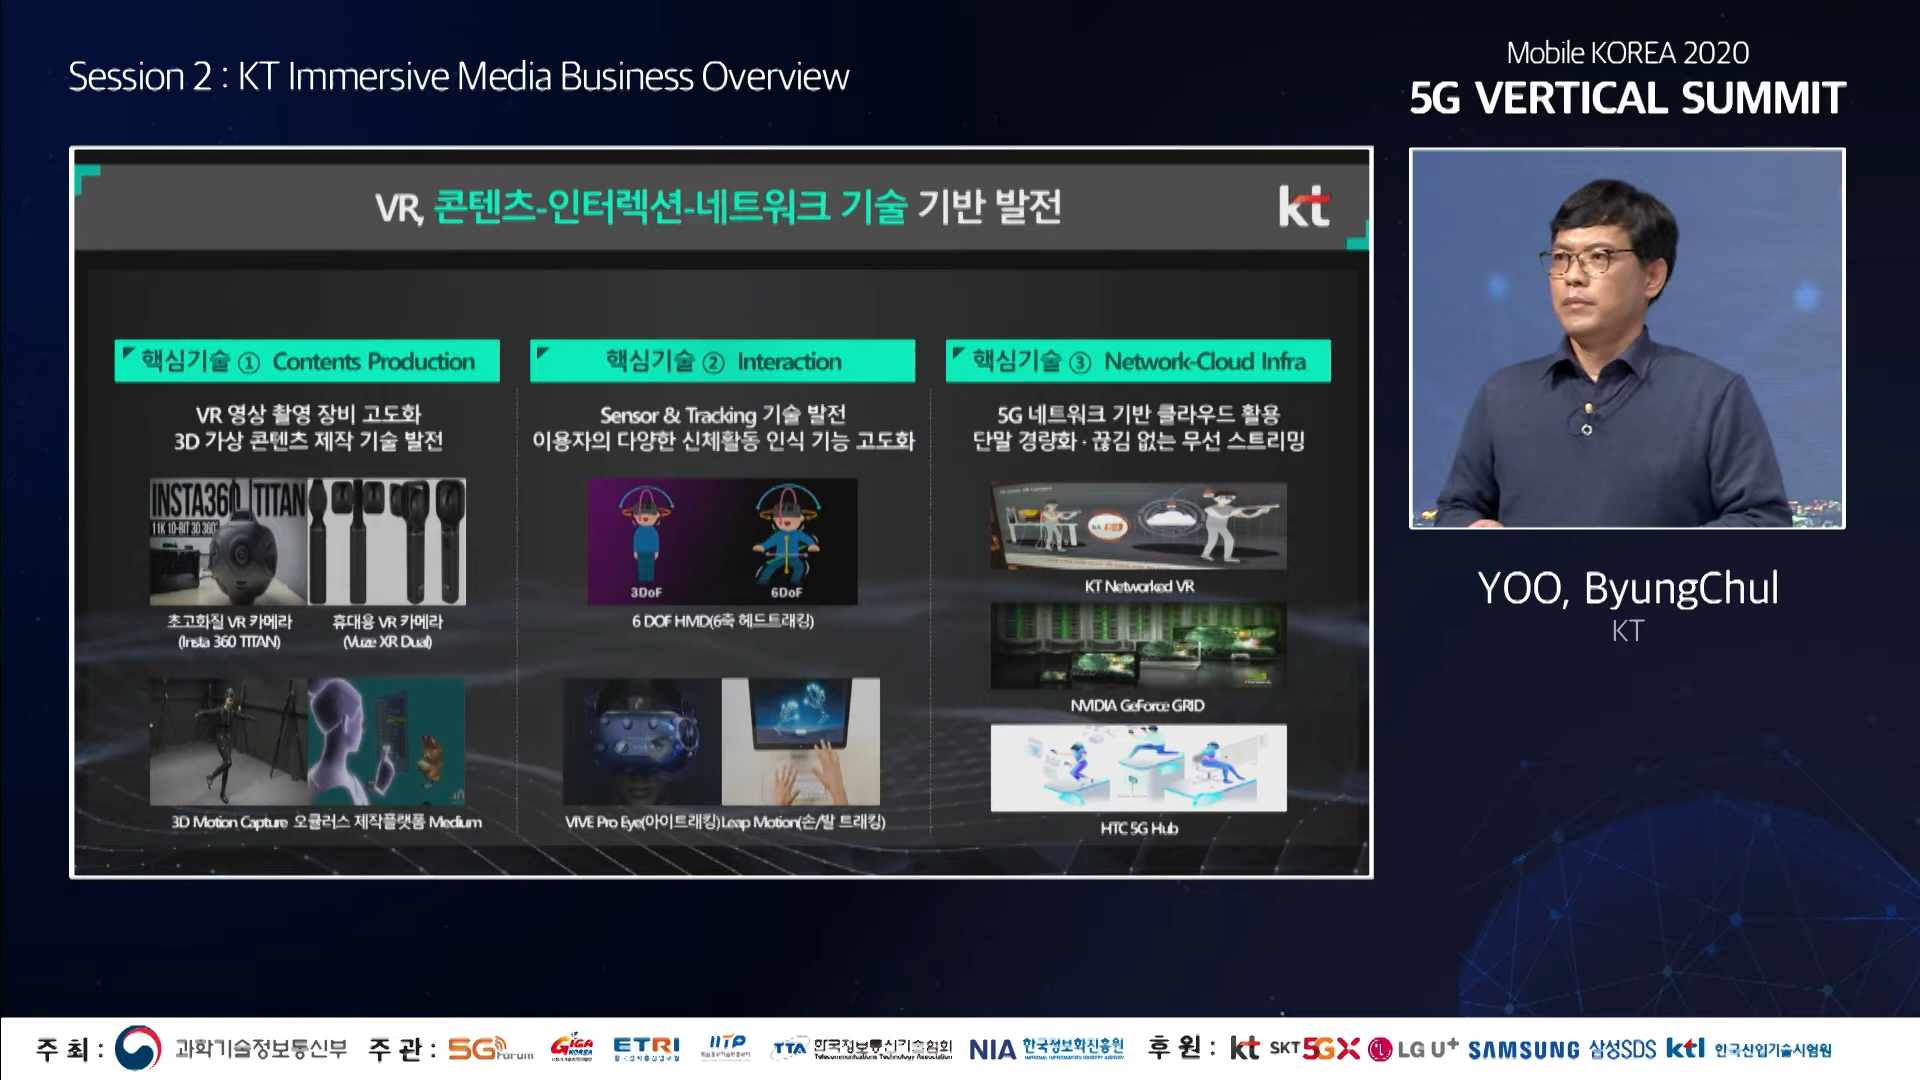 Session 2 : KT Immersive Media Business Overview
Mobile KOREA 2020
5G VERTICAL SUMMIT
VR, 콘텐츠-인터렉션-네트워크 기술 기반 발전
kt
핵심기술 ① Contents Production
VR 영상 촬영 장비 고도화
3D 가상 콘텐츠 제작 기술 발전
INSTA360 TITAN
11K 10-BIT 3D 360°
초고화질 VR 카메라
(Insta 360 TITAN)
휴대용 VR 카메라
(Vuze XR Dual)
3D Motion Capture
오큘러스 제작플랫폼 Medium
핵심기술 ② Interaction
Sensor & Tracking 기술 발전
이용자의 다양한 신체활동 인식 기능 고도화
3DoF
6DoF
6 DOF HMD(6축 헤드트래킹)
VIVE Pro Eye(아이트래킹)
Leap Motion(손/발 트래킹)
핵심기술 ③ Network-Cloud Infra
5G 네트워크 기반 클라우드 활용
단말 경량화 · 끊김 없는 무선 스트리밍
KT Networked VR
NVIDIA GeForce GRID
HTC 5G Hub
YOO, ByungChul
KT
주 최 : 과학기술정보통신부 주 관 : 5G Forum GIGA KOREA ETRI IITP TTA 한국정보통신기술협회 Telecommunications Technology Association NIA 한국정보화진흥원 후 원 : kt SKT 5GX LG U+ SAMSUNG 삼성SDS ktl 한국산업기술시험원